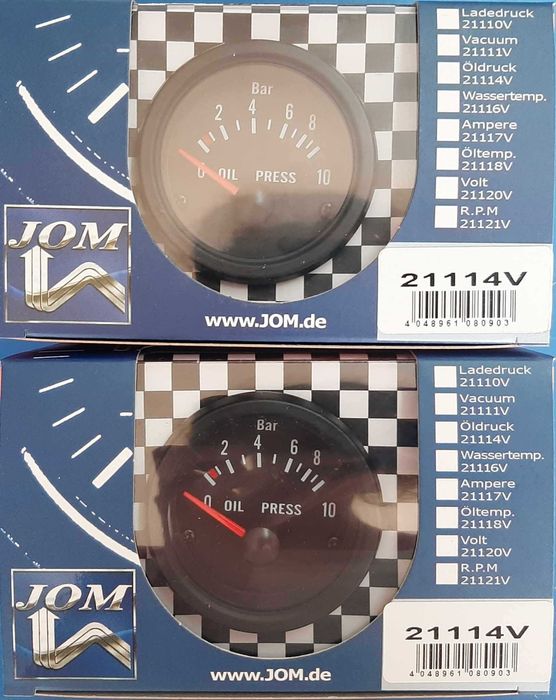 Ladedruck
21110V
Vacuum
21111V
Öldruck
21114V
Wassertemp.
21116V
Ampere
21117V
Öltemp.
21118V
Volt
21120V
R.P.M
21121V
Bar
0 2 4 6 8 10
OIL PRESS
JOM
www.JOM.de
21114V
4 048961 080903
Ladedruck
21110V
Vacuum
21111V
Öldruck
21114V
Wassertemp.
21116V
Ampere
21117V
Öltemp.
21118V
Volt
21120V
R.P.M
21121V
Bar
0 2 4 6 8 10
OIL PRESS
JOM
www.JOM.de
21114V
4 048961 080903